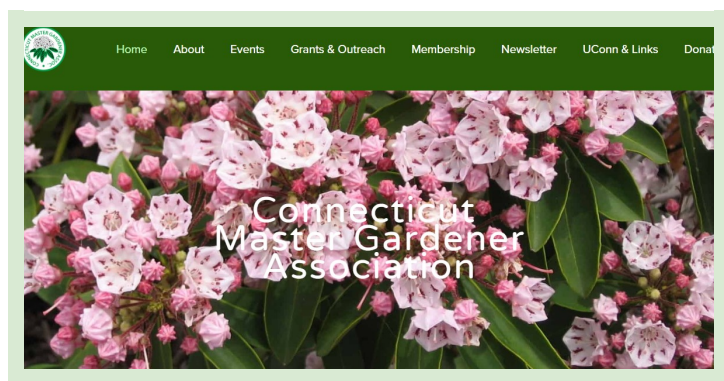 Home About Events Grants & Outreach Membership Newsletter UConn & Links Donat
Connecticut
Master Gardener
Association